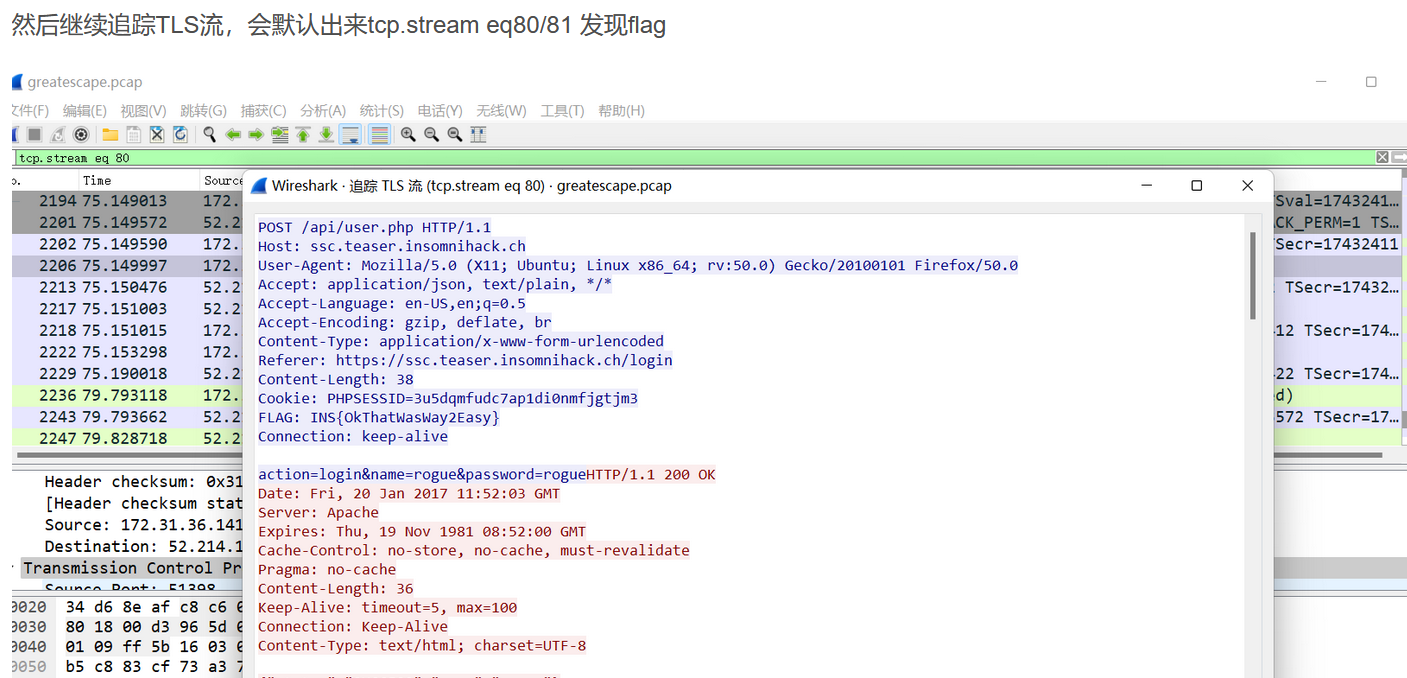 然后继续追踪TLS流，会默认出来tcp.stream eq80/81 发现flag
greatescape.pcap
文件(F) 编辑(E) 视图(V) 跳转(G) 捕获(C) 分析(A) 统计(S) 电话(Y) 无线(W) 工具(T) 帮助(H)
tcp.stream eq 80
Time Source
Wireshark · 追踪 TLS 流 (tcp.stream eq 80) · greatescape.pcap
2194 75.149013 172. TSval=1743241…
2201 75.149572 52.2 CK_PERM=1 TS…
2202 75.149590 172. TSecr=17432411
2206 75.149997 172.
2213 75.150476 52.2 TSecr=17432…
2217 75.151003 52.2
2218 75.151015 172. 12 TSecr=174…
2222 75.153298 172.
2229 75.190018 52.2 22 TSecr=174…
2236 79.793118 172. ed)
2243 79.793662 52.2 572 TSecr=17…
2247 79.828718 52.2
POST /api/user.php HTTP/1.1
Host: ssc.teaser.insomnihack.ch
User-Agent: Mozilla/5.0 (X11; Ubuntu; Linux x86_64; rv:50.0) Gecko/20100101 Firefox/50.0
Accept: application/json, text/plain, */*
Accept-Language: en-US,en;q=0.5
Accept-Encoding: gzip, deflate, br
Content-Type: application/x-www-form-urlencoded
Referer: https://ssc.teaser.insomnihack.ch/login
Content-Length: 38
Cookie: PHPSESSID=3u5dqmfudc7ap1di0nmfjgtjm3
FLAG: INS{OkThatWasWay2Easy}
Connection: keep-alive
action=login&name=rogue&password=rogueHTTP/1.1 200 OK
Date: Fri, 20 Jan 2017 11:52:03 GMT
Server: Apache
Expires: Thu, 19 Nov 1981 08:52:00 GMT
Cache-Control: no-store, no-cache, must-revalidate
Pragma: no-cache
Content-Length: 36
Keep-Alive: timeout=5, max=100
Connection: Keep-Alive
Content-Type: text/html; charset=UTF-8
Header checksum: 0x31
[Header checksum stat
Source: 172.31.36.141
Destination: 52.214.1
Transmission Control Pr
Source Port: 51398
0020 34 d6 8e af c8 c6
0030 80 18 00 d3 96 5d
0040 01 09 ff 5b 16 03
0050 b5 c8 83 cf 73 a3 7